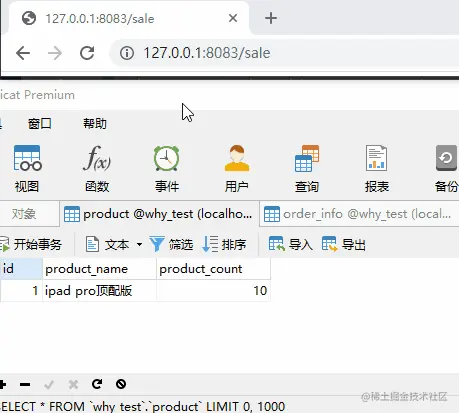 127.0.0.1:8083/sale
127.0.0.1:8083/sale
icat Premium
窗口 帮助
视图 函数 事件 用户 查询 报表 备份
对象 product @why_test (localho... order_info @why_test (local...
开始事务 文本 筛选 排序 导入 导出
id product_name product_count
1 ipad pro顶配版 10
@稀土掘金技术社区
SELECT * FROM `why_test`.`product` LIMIT 0, 1000